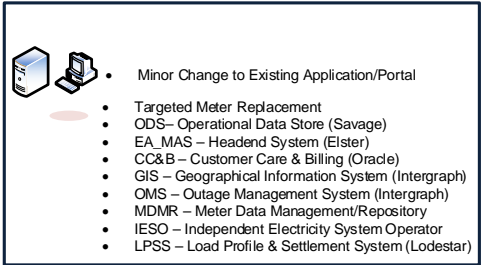 • Minor Change to Existing Application/Portal
• Targeted Meter Replacement
• ODS– Operational Data Store (Savage)
• EA_MAS – Headend System (Elster)
• CC&B – Customer Care & Billing (Oracle)
• GIS – Geographical Information System (Intergraph)
• OMS – Outage Management System (Intergraph)
• MDMR – Meter Data Management/Repository
• IESO – Independent Electricity System Operator
• LPSS – Load Profile & Settlement System (Lodestar)